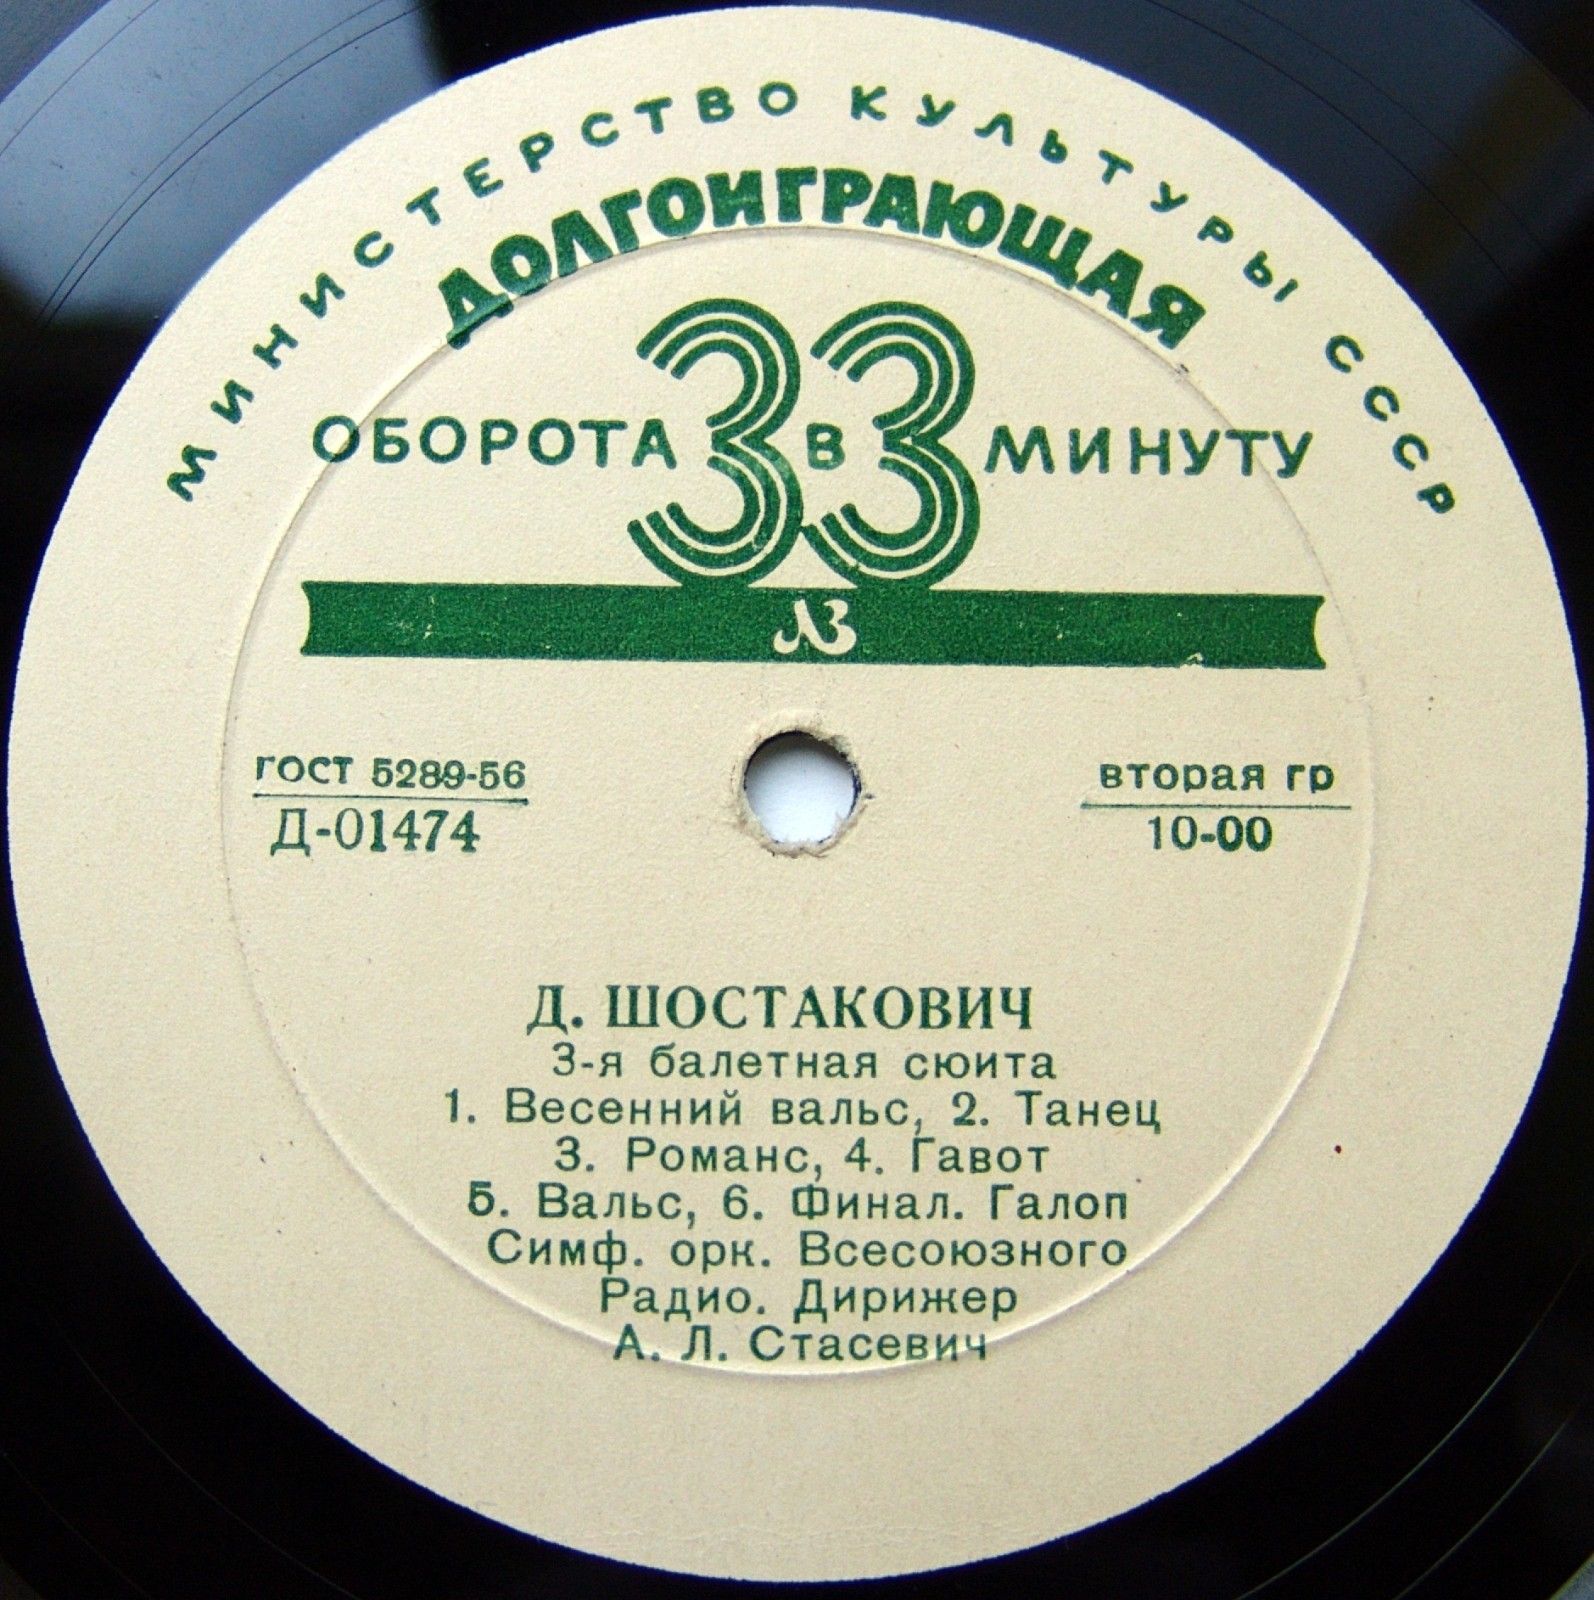 МИНИСТЕРСТВО КУЛЬТУРЫ СССР
ДОЛГОИГРАЮЩАЯ
33
ОБОРОТА В МИНУТУ
ЛЗ
ГОСТ 5289-56
Д-01474
вторая гр
10-00
Д. ШОСТАКОВИЧ
3-я балетная сюита
1. Весенний вальс, 2. Танец
3. Романс, 4. Гавот
5. Вальс, 6. Финал. Галоп
Симф. орк. Всесоюзного
Радио. Дирижер
А. Л. Стасевич